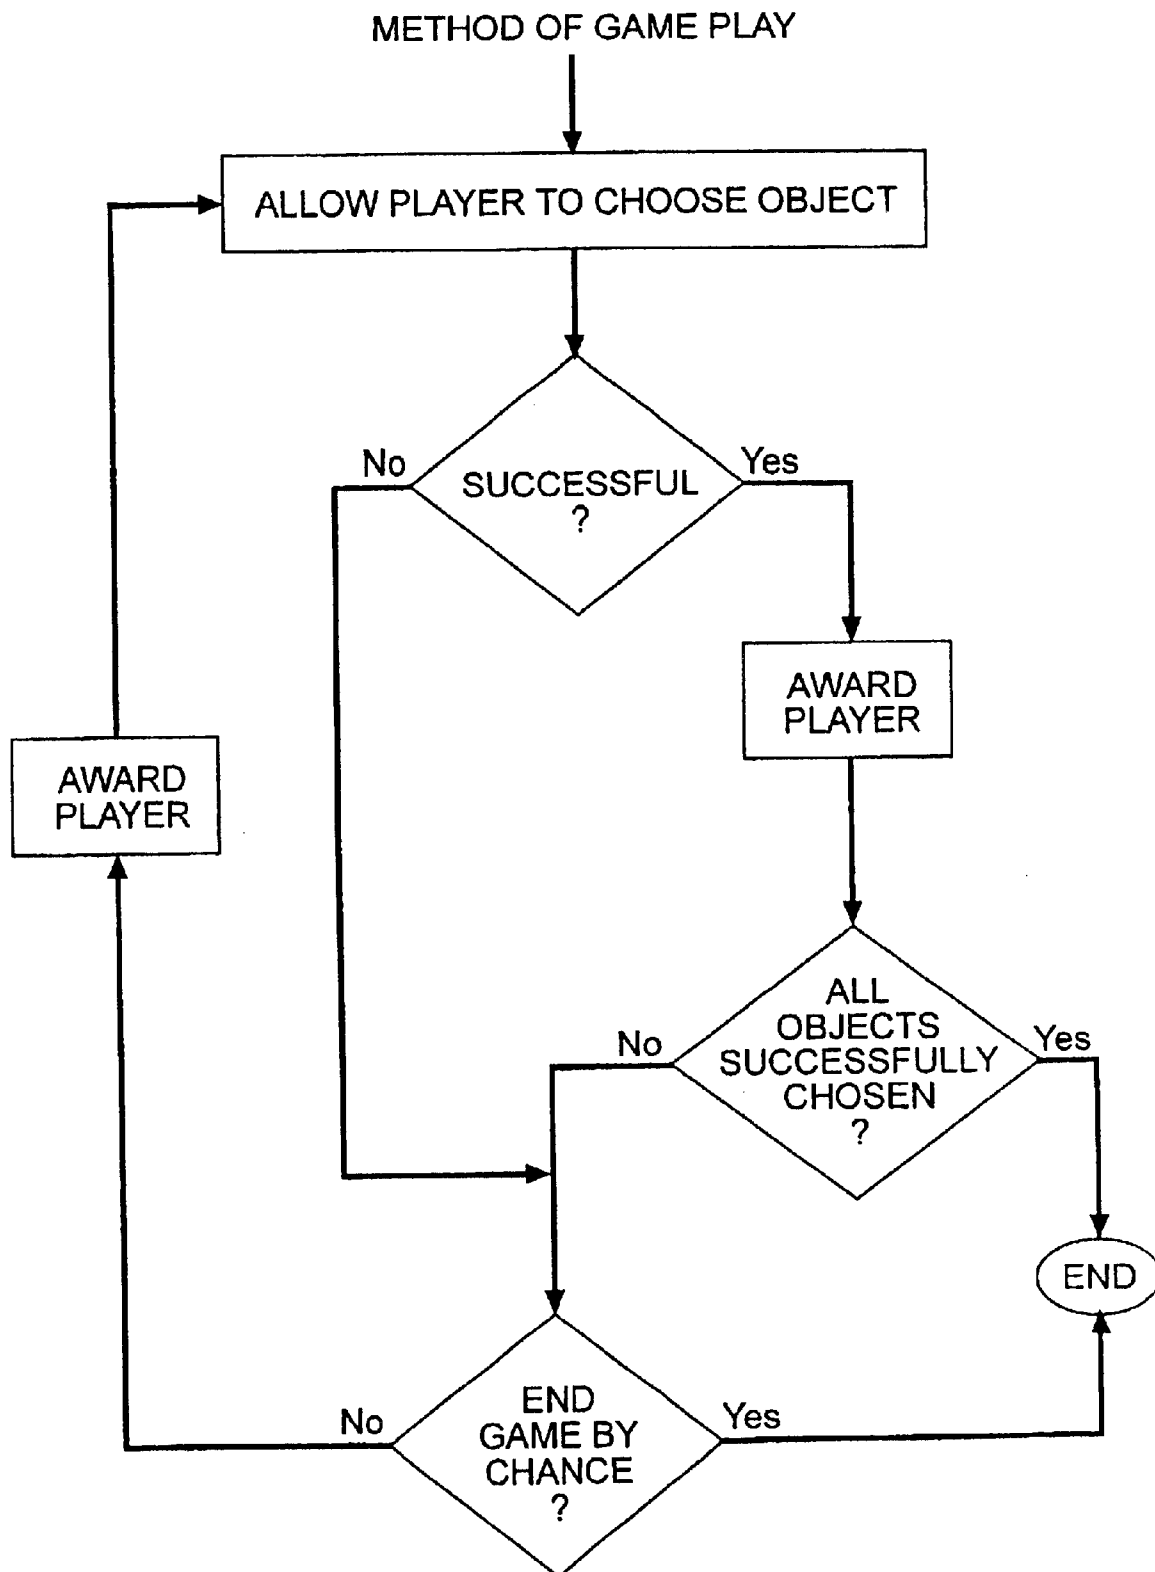 METHOD OF GAME PLAY
ALLOW PLAYER TO CHOOSE OBJECT
No
Yes
SUCCESSFUL
?
AWARD
PLAYER
AWARD
PLAYER
No
Yes
ALL
OBJECTS
SUCCESSFULLY
CHOSEN
?
END
No
Yes
END
GAME BY
CHANCE
?